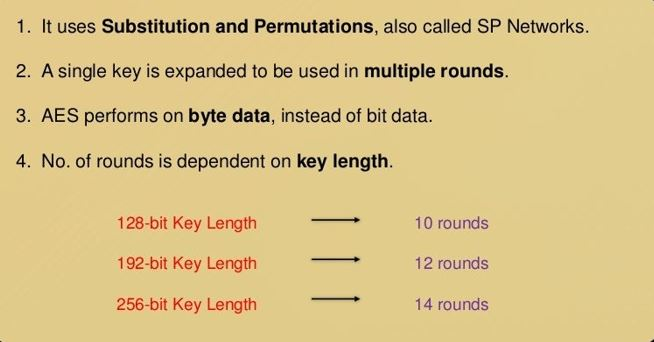 1. It uses Substitution and Permutations, also called SP Networks.
2. A single key is expanded to be used in multiple rounds.
3. AES performs on byte data, instead of bit data.
4. No. of rounds is dependent on key length.
128-bit Key Length → 10 rounds
192-bit Key Length → 12 rounds
256-bit Key Length → 14 rounds